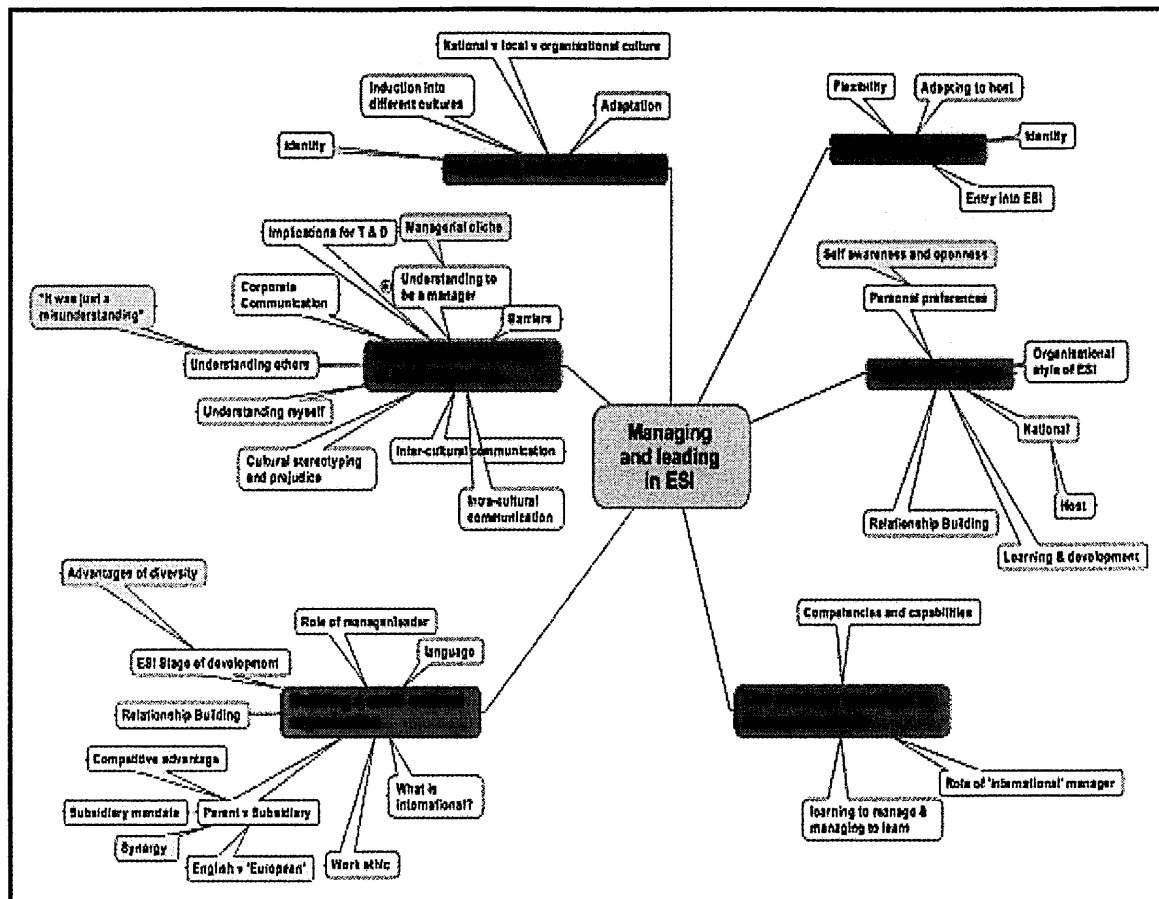 National v local v organisational culture
Induction into
different cultures
Adaptation
Identity
Flexibility
Adapting to host
Identity
Entry into ESI
Implications for T & D
Managerial cliche
Understanding to
be a manager
Corporate
Communication
Barriers
"It was just a
misunderstanding"
Understanding others
Understanding myself
Cultural stereotyping
and prejudice
Inter-cultural communication
Intra-cultural
communication
Self awareness and openness
Personal preferences
Organisational
style of ESI
National
Host
Relationship Building
Learning & development
Managing
and leading
in ESI
Advantages of diversity
Role of manager/leader
language
ESI Stage of development
Relationship Building
Competitive advantage
Subsidiary mandate
Parent v Subsidiary
Synergy
English v 'European'
Work ethic
What is
international?
Competencies and capabilities
Role of 'international' manager
learning to manage &
managing to learn